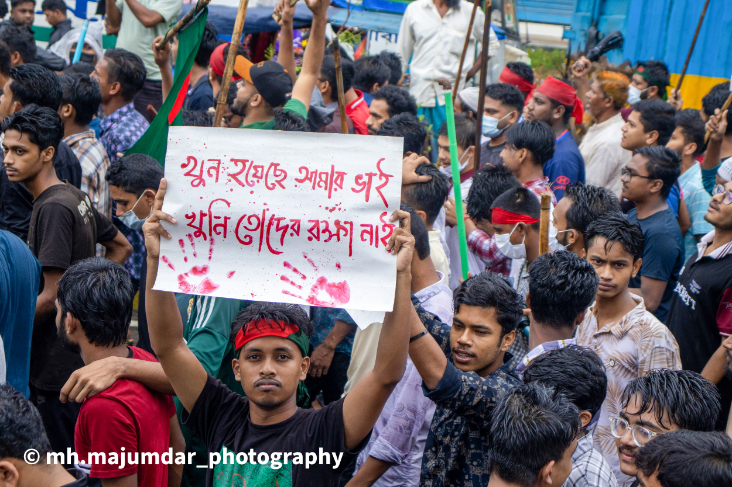 খুন হয়েছে আমার ভাই
খুনি তোদের রক্ষা নাই
© mh.majumdar_photography